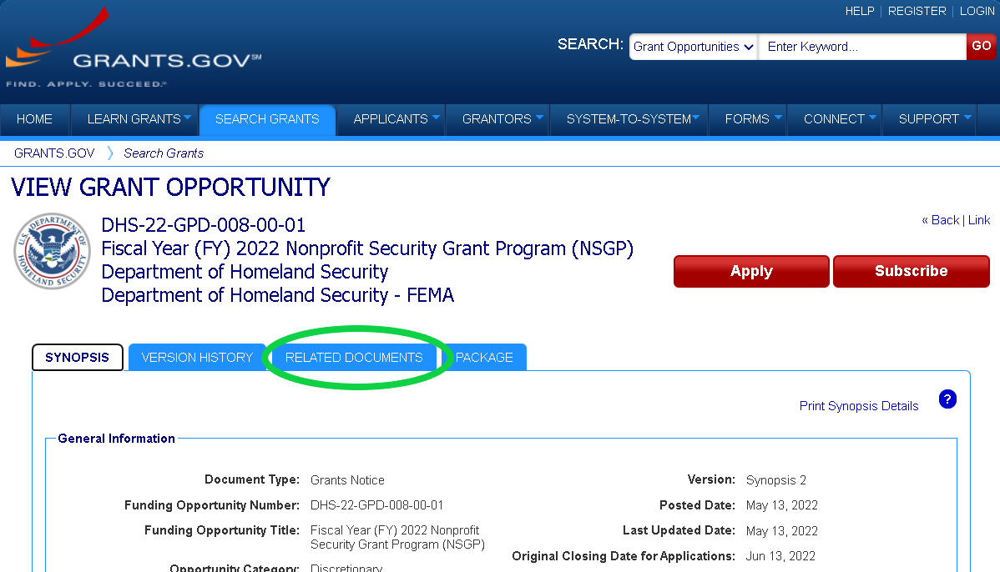 HELP | REGISTER | LOGIN
SEARCH: Grant Opportunities Enter Keyword... GO
GRANTS.GOV℠
FIND. APPLY. SUCCEED.℠
HOME LEARN GRANTS SEARCH GRANTS APPLICANTS GRANTORS SYSTEM-TO-SYSTEM FORMS CONNECT SUPPORT
GRANTS.GOV 〉 Search Grants
VIEW GRANT OPPORTUNITY
U.S. DEPARTMENT OF HOMELAND SECURITY
DHS-22-GPD-008-00-01
Fiscal Year (FY) 2022 Nonprofit Security Grant Program (NSGP)
Department of Homeland Security
Department of Homeland Security - FEMA
« Back | Link
Apply Subscribe
SYNOPSIS VERSION HISTORY RELATED DOCUMENTS PACKAGE
Print Synopsis Details ?
General Information
Document Type: Grants Notice
Funding Opportunity Number: DHS-22-GPD-008-00-01
Funding Opportunity Title: Fiscal Year (FY) 2022 Nonprofit
Security Grant Program (NSGP)
Opportunity Category: Discretionary
Version: Synopsis 2
Posted Date: May 13, 2022
Last Updated Date: May 13, 2022
Original Closing Date for Applications: Jun 13, 2022